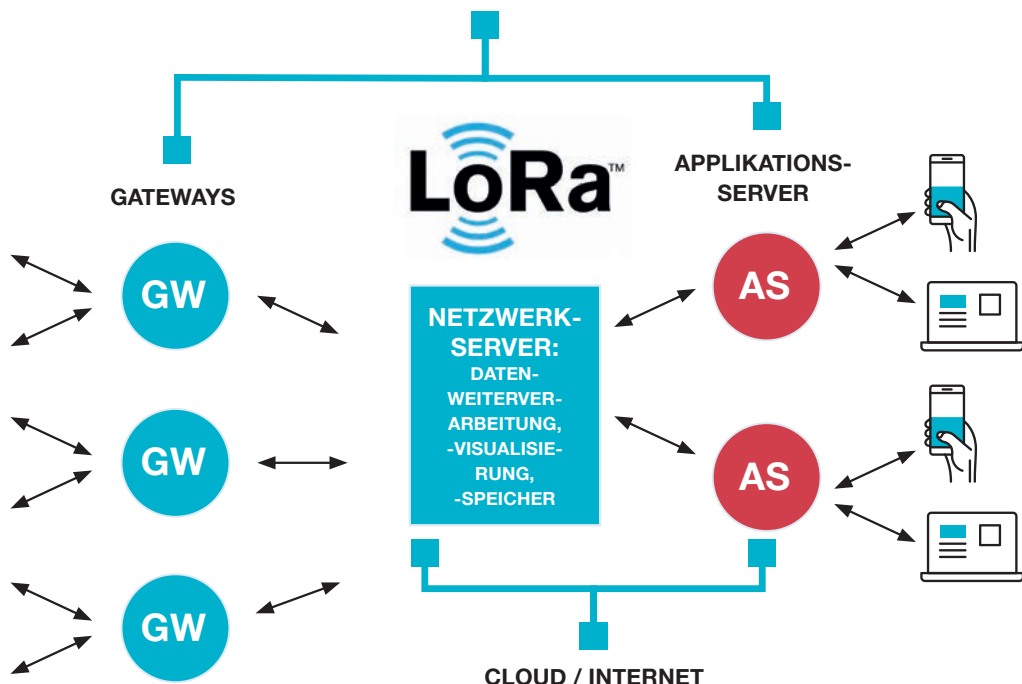 LoRa™
GATEWAYS
APPLIKATIONS-
SERVER
GW
AS
NETZWERK-
SERVER:
DATEN-
WEITERVER-
ARBEITUNG,
-VISUALISIE-
RUNG,
-SPEICHER
GW
AS
GW
CLOUD / INTERNET